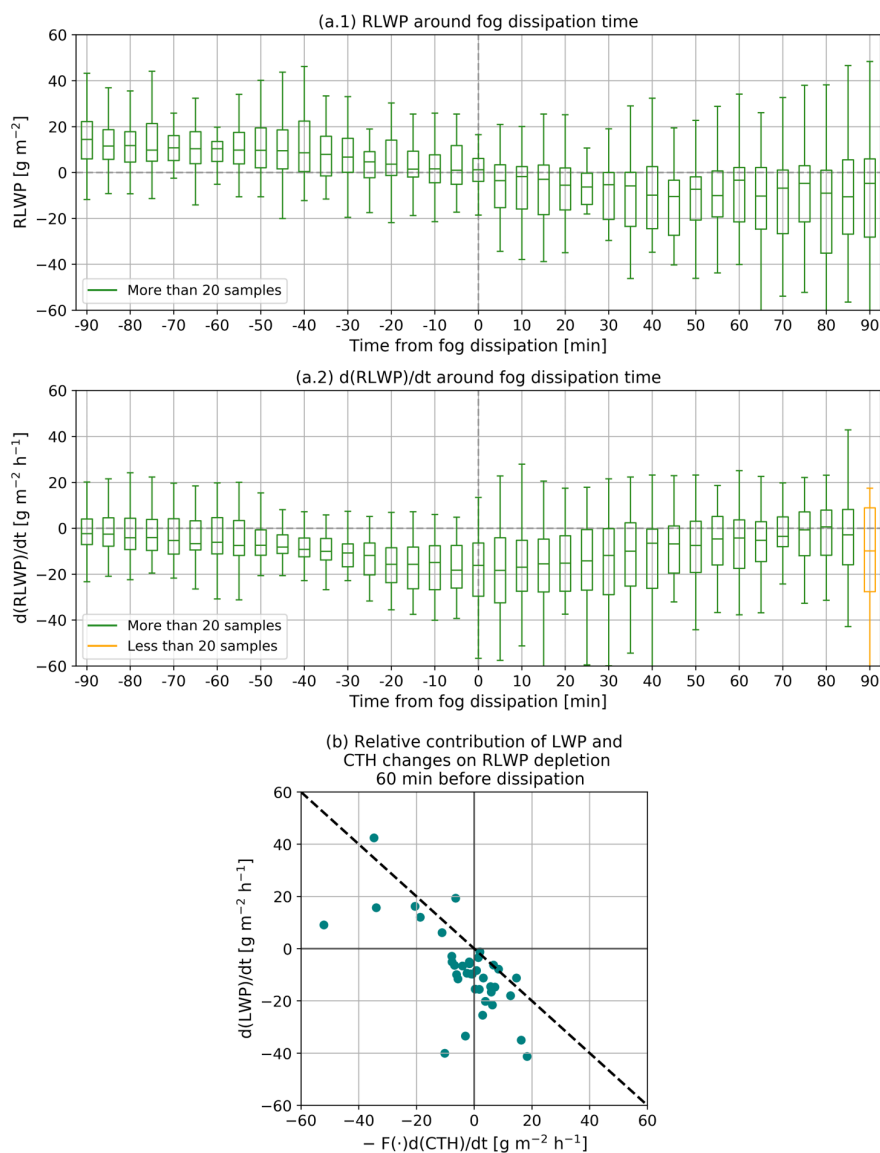 (a.1) RLWP around fog dissipation time
RLWP [g m⁻²]
60
40
20
0
−20
−40
−60
More than 20 samples
-90 -80 -70 -60 -50 -40 -30 -20 -10 0 10 20 30 40 50 60 70 80 90
Time from fog dissipation [min]
(a.2) d(RLWP)/dt around fog dissipation time
d(RLWP)/dt [g m⁻² h⁻¹]
60
40
20
0
−20
−40
−60
More than 20 samples
Less than 20 samples
-90 -80 -70 -60 -50 -40 -30 -20 -10 0 10 20 30 40 50 60 70 80 90
Time from fog dissipation [min]
(b) Relative contribution of LWP and
CTH changes on RLWP depletion
60 min before dissipation
d(LWP)/dt [g m⁻² h⁻¹]
60
40
20
0
−20
−40
−60
−60 −40 −20 0 20 40 60
− F(·)d(CTH)/dt [g m⁻² h⁻¹]